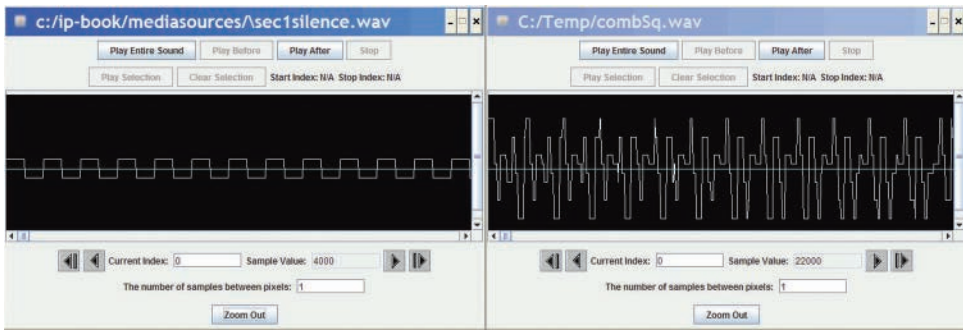 c:/ip-book/mediasources/\sec1silence.wav
Play Entire Sound Play Before Play After Stop
Play Selection Clear Selection Start Index: N/A Stop Index: N/A
Current Index: 0 Sample Value: 4000
The number of samples between pixels: 1
Zoom Out
C:/Temp/combSq.wav
Play Entire Sound Play Before Play After Stop
Play Selection Clear Selection Start Index: N/A Stop Index: N/A
Current Index: 0 Sample Value: 22000
The number of samples between pixels: 1
Zoom Out